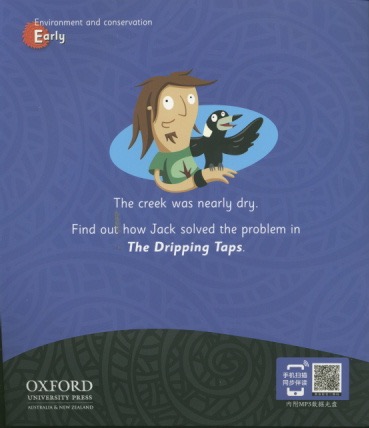 Environment and conservation
Early
The creek was nearly dry.
Find out how Jack solved the problem in
The Dripping Taps.
手机扫描
同步伴读
内附MP3数据光盘
OXFORD
UNIVERSITY PRESS
AUSTRALIA & NEW ZEALAND